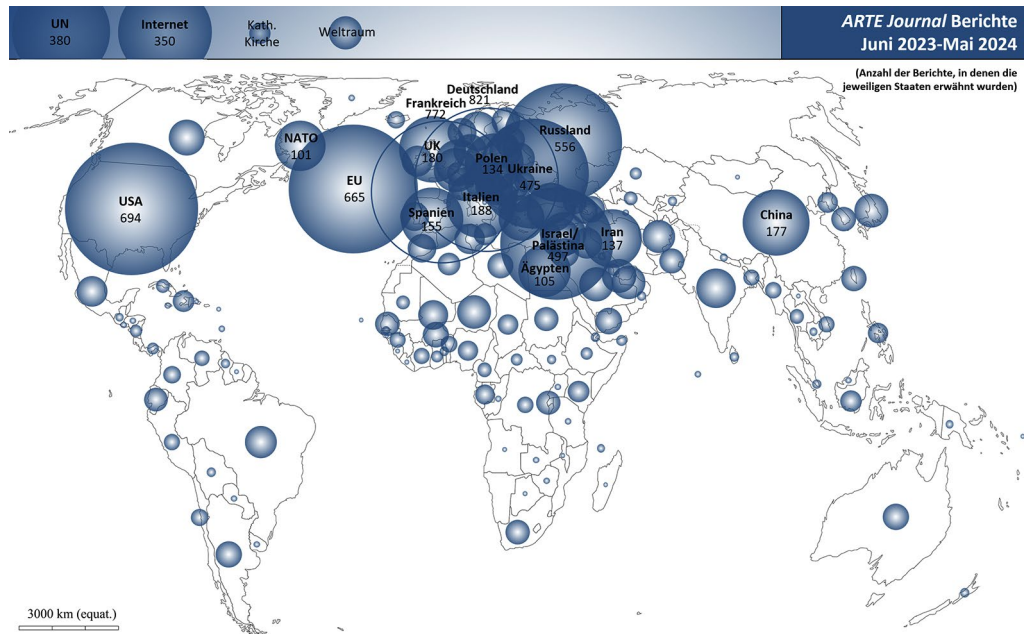 UN
380
Internet
350
Kath.
Kirche
Weltraum
ARTE Journal Berichte
Juni 2023-Mai 2024
(Anzahl der Berichte, in denen die
jeweiligen Staaten erwähnt wurden)
Deutschland
821
Frankreich
772
NATO
101
UK
180
Russland
556
Polen
134
Ukraine
475
USA
694
EU
665
Italien
188
Spanien
155
Israel/
Palästina
497
Iran
137
China
177
Ägypten
105
3000 km (equat.)